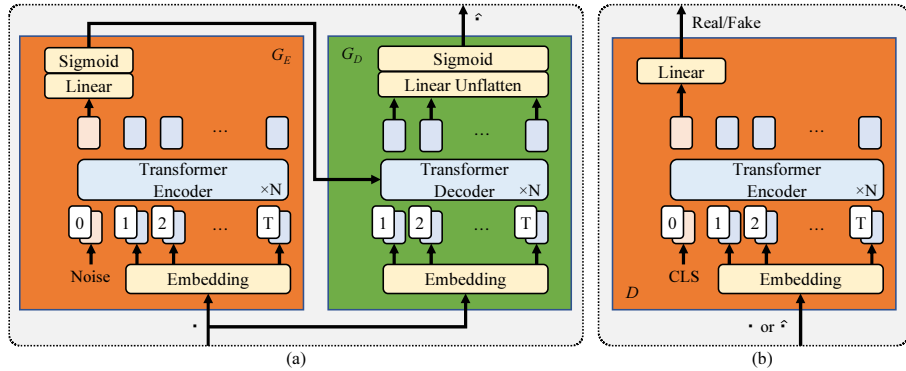 Sigmoid
Linear
G_E
...
Transformer
Encoder
×N
0
1
2
...
T
Noise
Embedding
G_D
Sigmoid
Linear Unflatten
...
Transformer
Decoder
×N
1
2
...
T
Embedding
(a)
Real/Fake
Linear
...
Transformer
Encoder
×N
0
1
2
...
T
CLS
Embedding
D
or
(b)